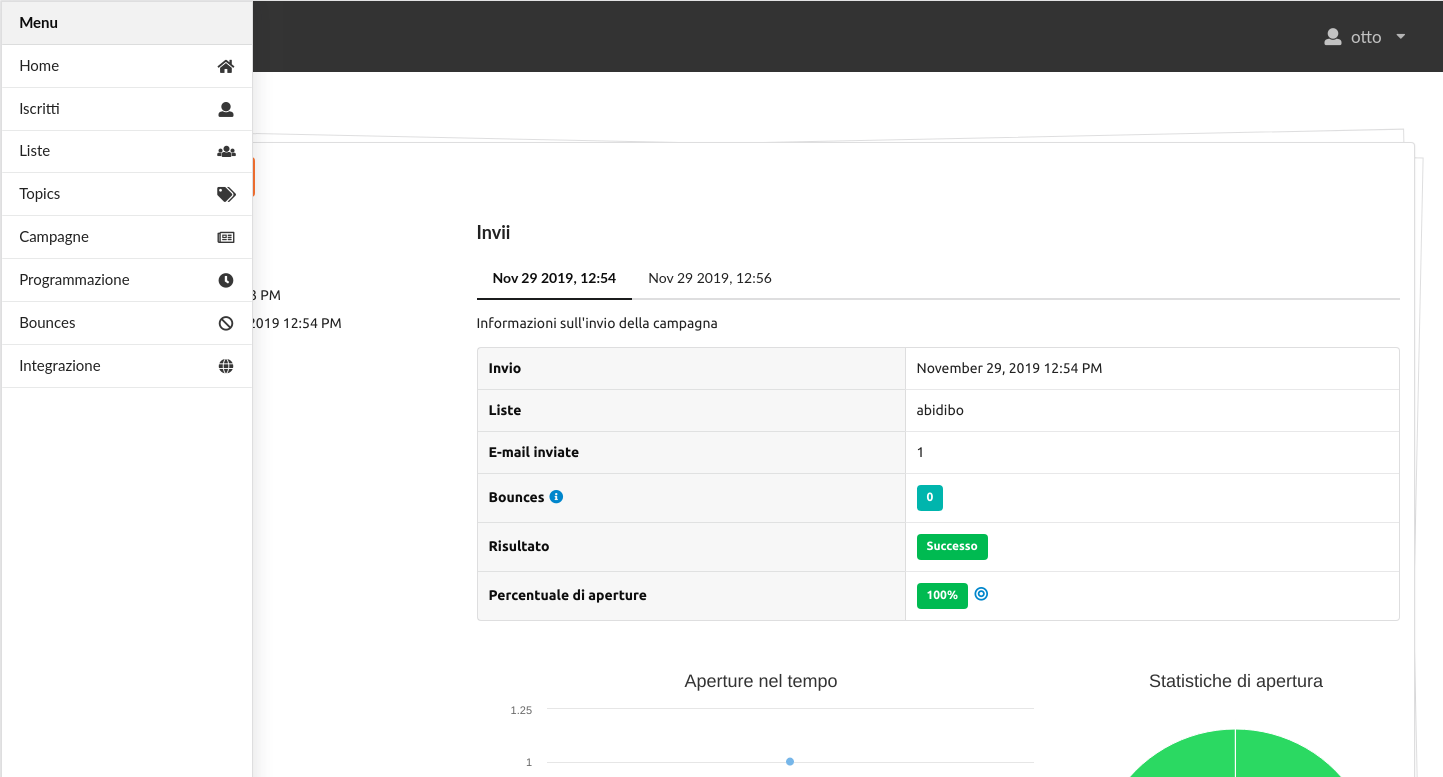 Menu
otto
Home
Iscritti
Liste
Topics
Campagne
Programmazione
Bounces
Integrazione
PM
2019 12:54 PM
Invii
Nov 29 2019, 12:54
Nov 29 2019, 12:56
Informazioni sull'invio della campagna
Invio
November 29, 2019 12:54 PM
Liste
abidibo
E-mail inviate
1
Bounces
0
Risultato
Successo
Percentuale di aperture
100%
Aperture nel tempo
Statistiche di apertura
1.25
1